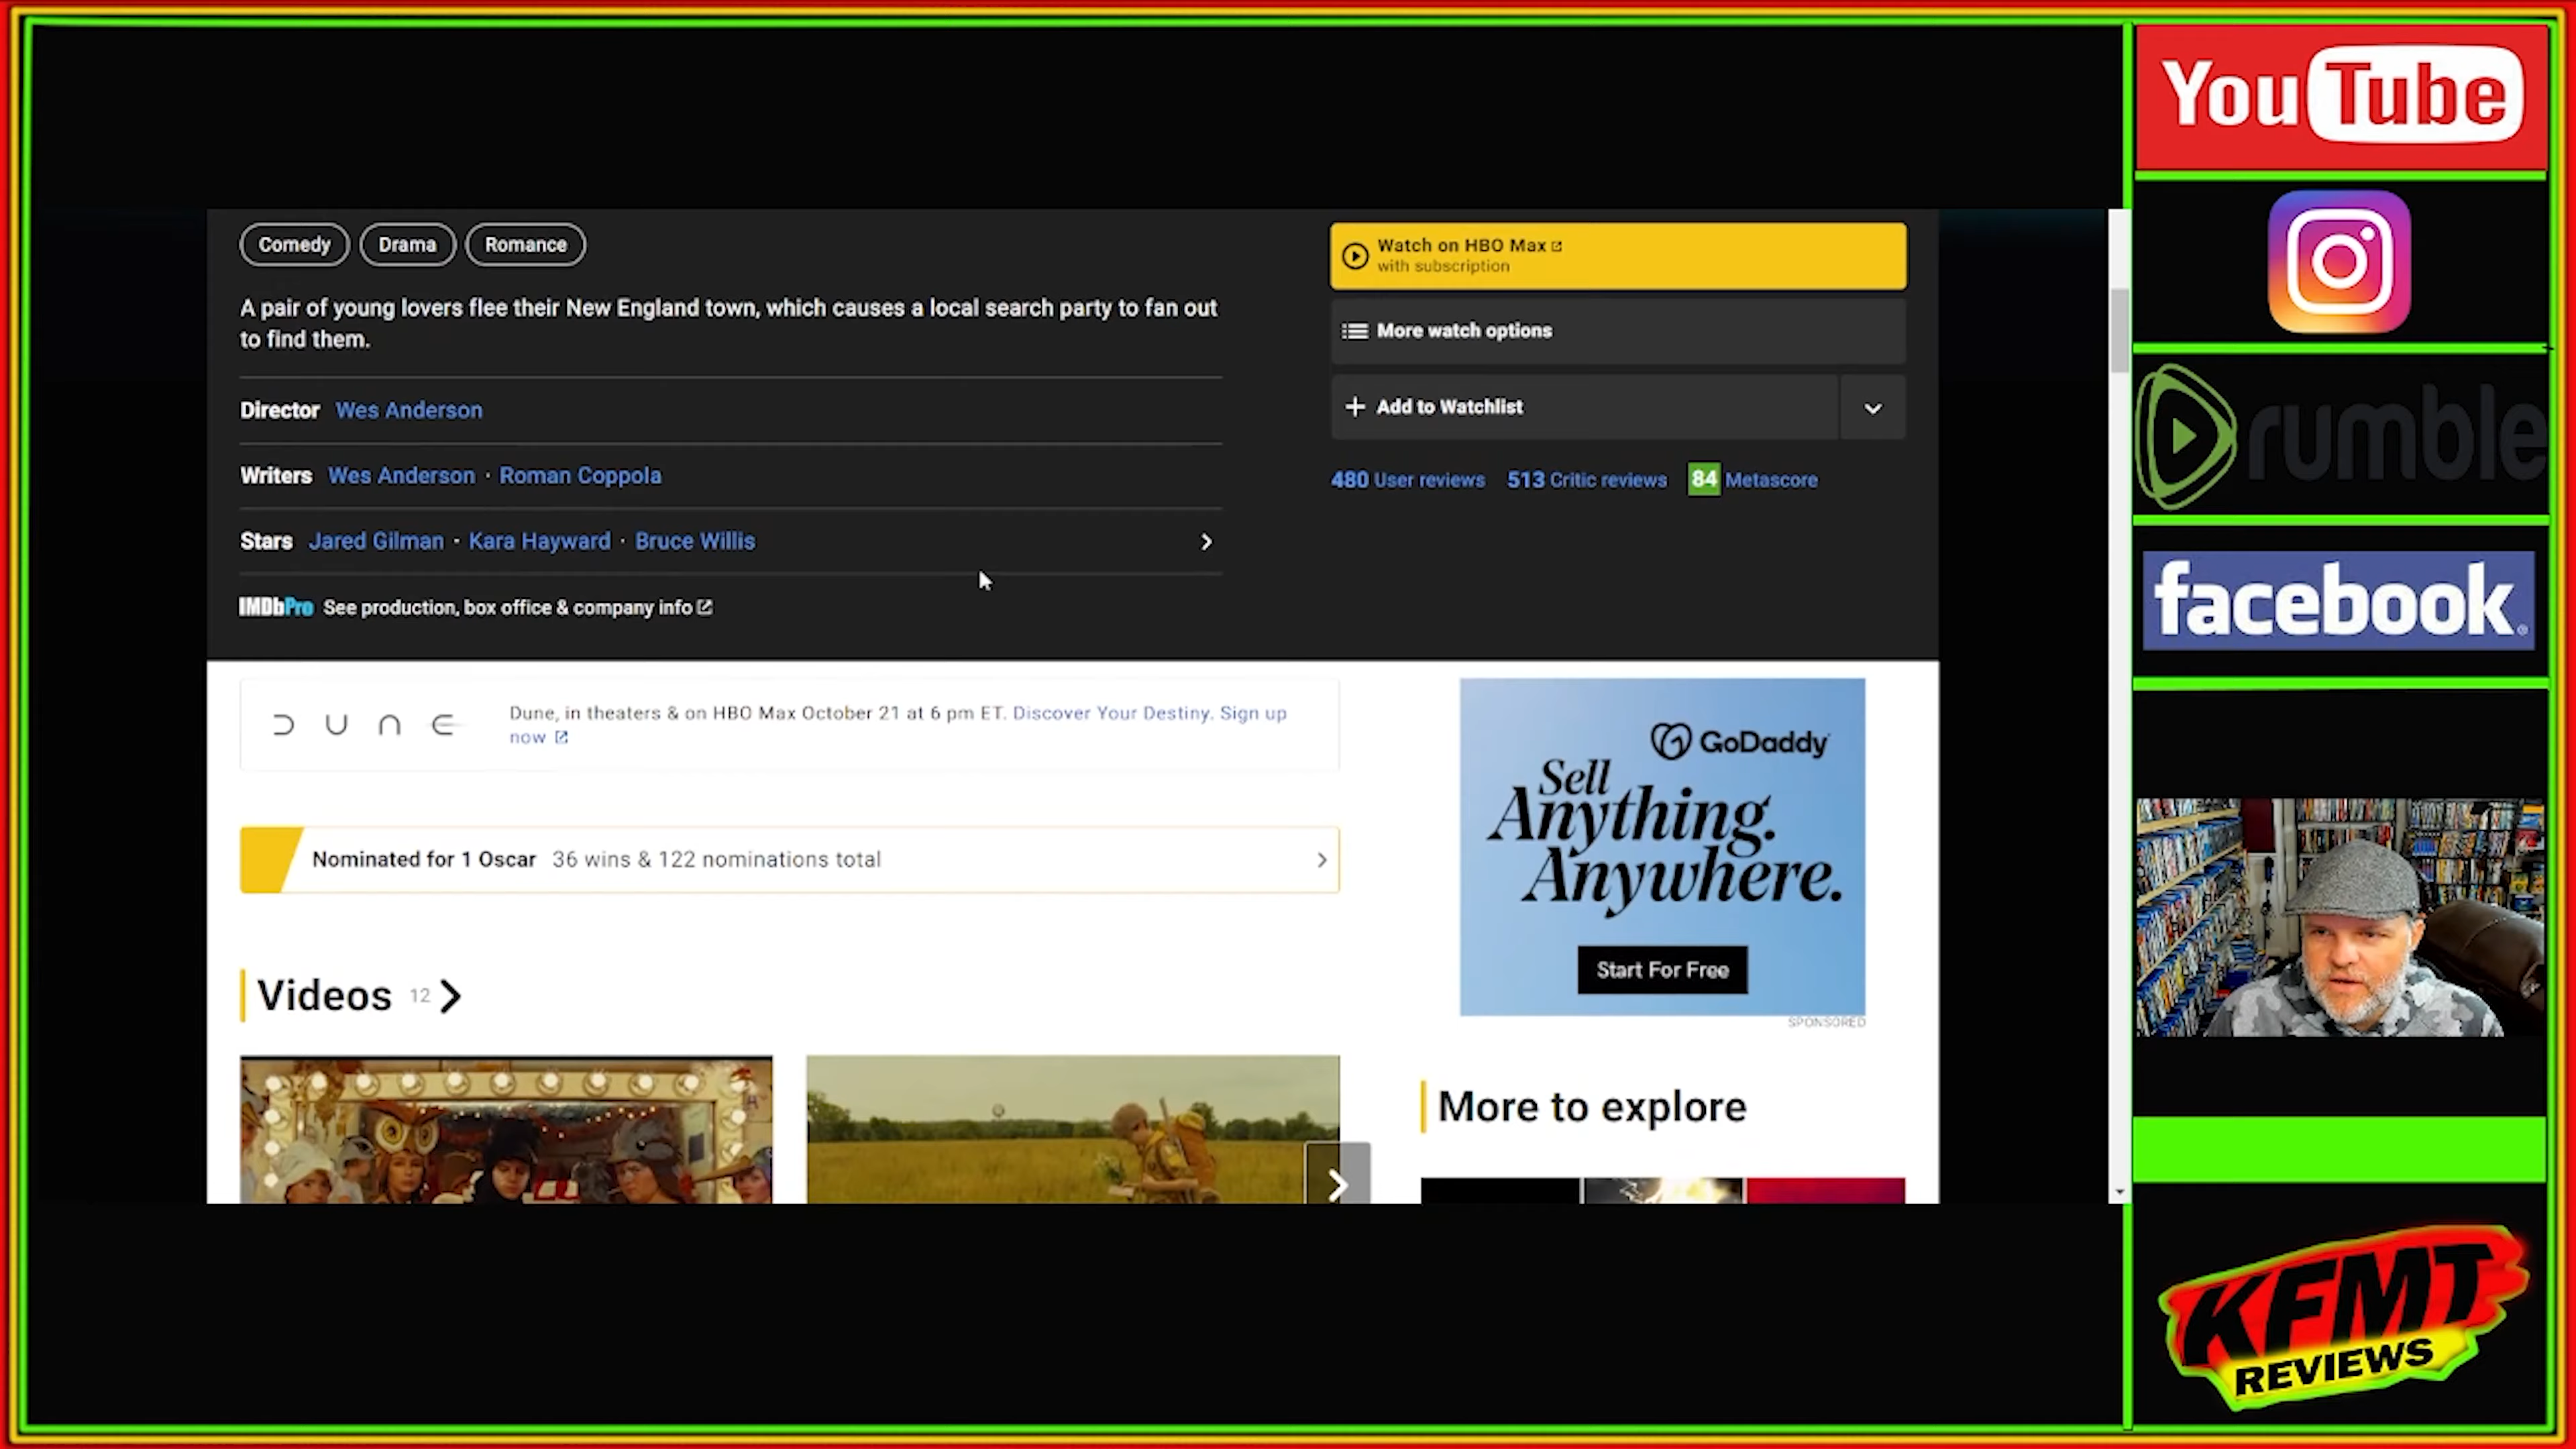 Comedy Drama Romance
A pair of young lovers flee their New England town, which causes a local search party to fan out
to find them.
Director Wes Anderson
Writers Wes Anderson · Roman Coppola
Stars Jared Gilman · Kara Hayward · Bruce Willis
IMDbPro See production, box office & company info
Watch on HBO Max
with subscription
More watch options
Add to Watchlist
480 User reviews 513 Critic reviews 84 Metascore
DUNE
Dune, in theaters & on HBO Max October 21 at 6 pm ET. Discover Your Destiny. Sign up
now
Nominated for 1 Oscar 36 wins & 122 nominations total
Videos 12
GoDaddy
Sell
Anything.
Anywhere.
Start For Free
SPONSORED
More to explore
YouTube
rumble
facebook
KFMT
REVIEWS